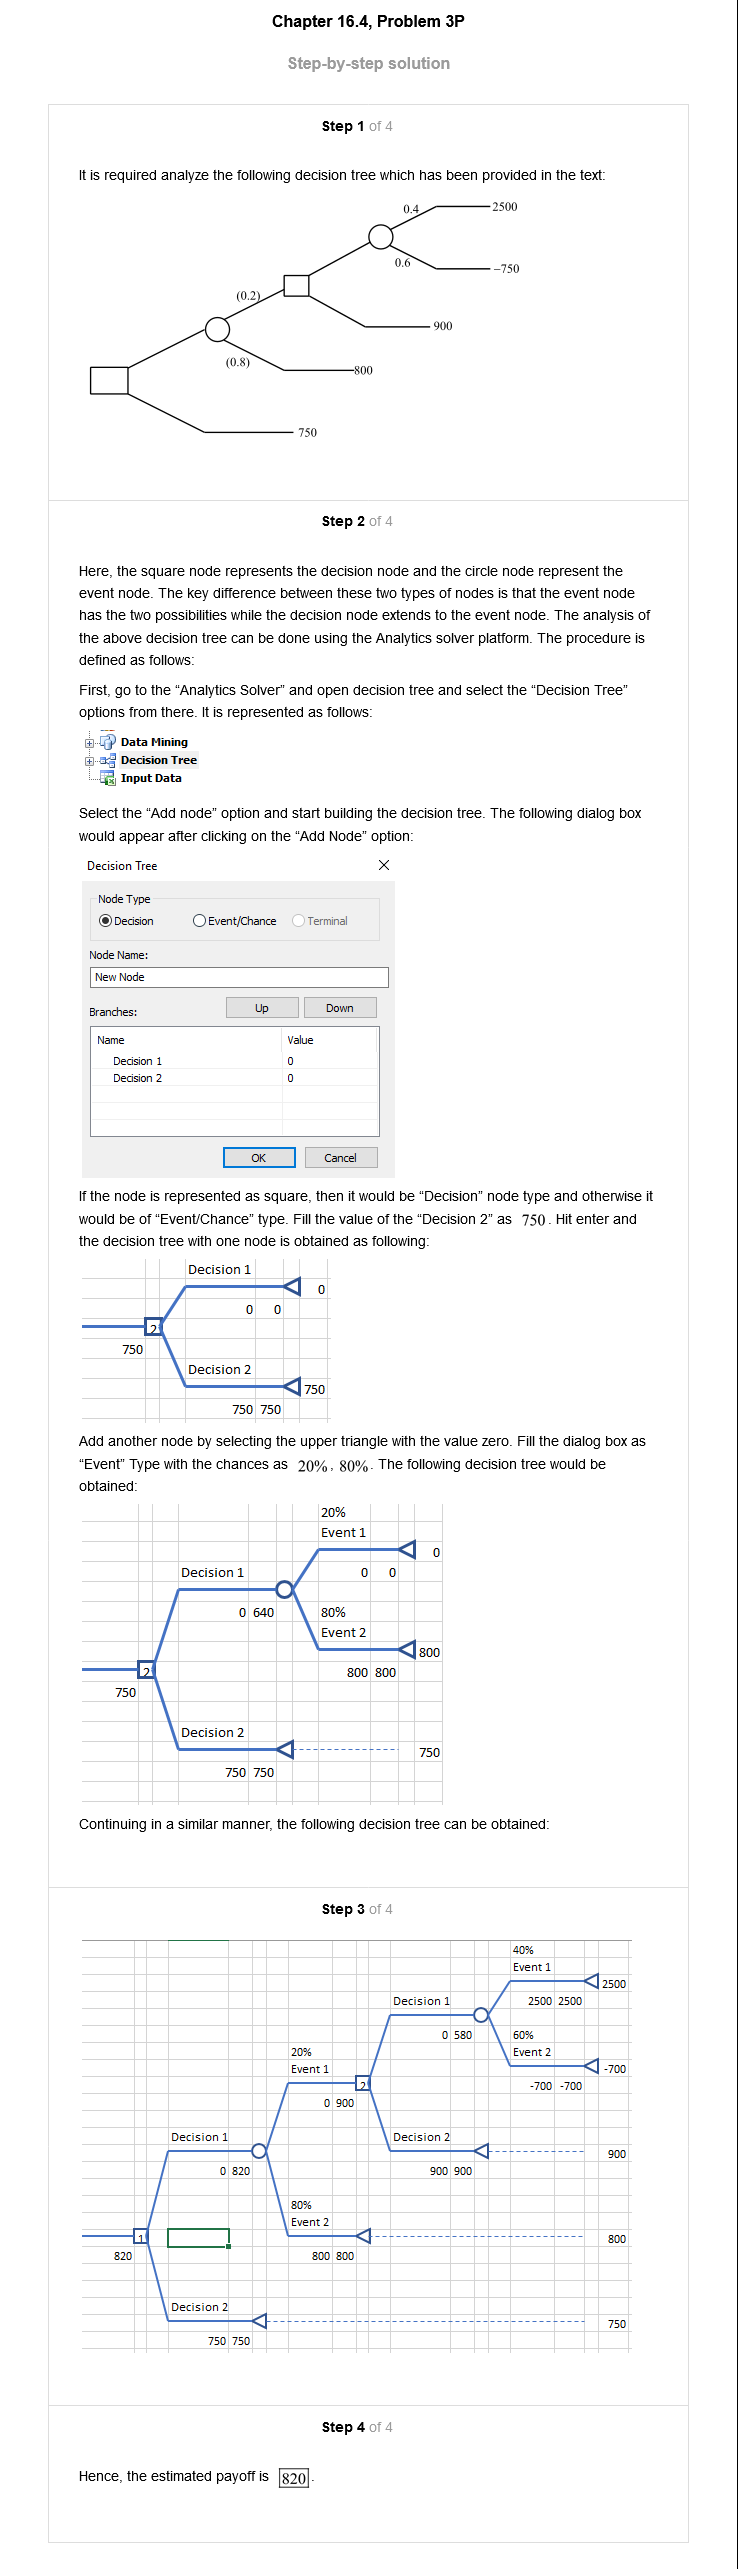 Chapter 16.4, Problem 3P
Step-by-step solution
Step 1 of 4
It is required analyze the following decision tree which has been provided in the text:
0.4
2500
0.6
-750
(0.2)
900
(0.8)
800
750
Step 2 of 4
Here, the square node represents the decision node and the circle node represent the
event node. The key difference between these two types of nodes is that the event node
has the two possibilities while the decision node extends to the event node. The analysis of
the above decision tree can be done using the Analytics solver platform. The procedure is
defined as follows:
First, go to the “Analytics Solver” and open decision tree and select the “Decision Tree”
options from there. It is represented as follows:
Data Mining
Decision Tree
Input Data
Select the “Add node” option and start building the decision tree. The following dialog box
would appear after clicking on the “Add Node” option:
Decision Tree
Node Type
Decision Event/Chance Terminal
Node Name:
New Node
Branches: Up Down
Name Value
Decision 1 0
Decision 2 0
OK Cancel
If the node is represented as square, then it would be “Decision” node type and otherwise it
would be of “Event/Chance” type. Fill the value of the “Decision 2” as 750. Hit enter and
the decision tree with one node is obtained as following:
Decision 1
0
0 0
2
750
Decision 2
750
750 750
Add another node by selecting the upper triangle with the value zero. Fill the dialog box as
“Event” Type with the chances as 20%, 80%. The following decision tree would be
obtained:
20%
Event 1
0
Decision 1 0 0
0 640 80%
Event 2
800
2 800 800
750
Decision 2
750
750 750
Continuing in a similar manner, the following decision tree can be obtained:
Step 3 of 4
40%
Event 1
2500
Decision 1 2500 2500
0 580 60%
20% Event 2
Event 1 -700
2 -700 -700
0 900
Decision 1 Decision 2
900
0 820 900 900
80%
Event 2
1 800
820 800 800
Decision 2
750
750 750
Step 4 of 4
Hence, the estimated payoff is 820.